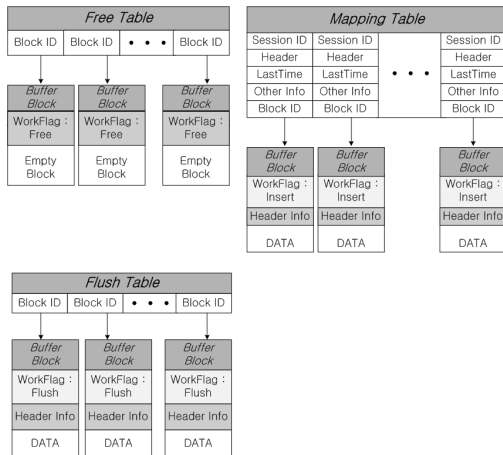 Free Table
Block ID Block ID • • • Block ID
Buffer Block Buffer Block Buffer Block
WorkFlag : Free WorkFlag : Free WorkFlag : Free
Empty Block Empty Block Empty Block
Mapping Table
Session ID Session ID Session ID
Header Header Header
LastTime LastTime • • • LastTime
Other Info Other Info Other Info
Block ID Block ID Block ID
Buffer Block Buffer Block Buffer Block
WorkFlag : Insert WorkFlag : Insert WorkFlag : Insert
Header Info Header Info Header Info
DATA DATA DATA
Flush Table
Block ID Block ID • • • Block ID
Buffer Block Buffer Block Buffer Block
WorkFlag : Flush WorkFlag : Flush WorkFlag : Flush
Header Info Header Info Header Info
DATA DATA DATA